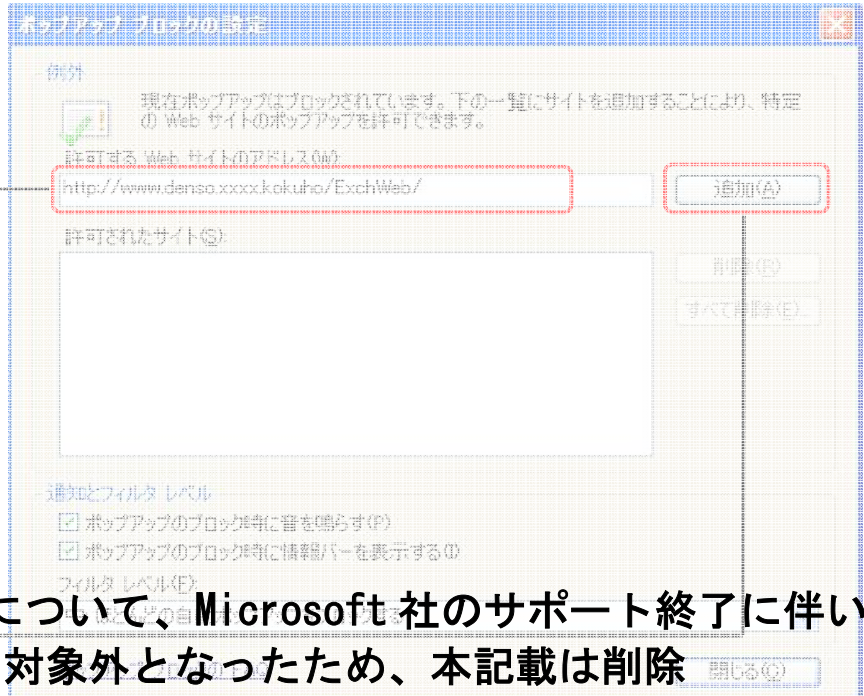 ポップアップ ブロックの設定
例外
現在ポップアップはブロックされています。下の一覧にサイトを追加することにより、特定
の Web サイトのポップアップを許可できます。
許可する Web サイトのアドレス(W):
http://www.denso.xxxx.kokuho/ExchWeb/
追加(A)
許可されたサイト(S):
削除(R)
すべて削除(E)...
通知とフィルタ レベル
ポップアップのブロック時に音を鳴らす(P)
ポップアップのブロック時に情報バーを表示する(I)
フィルタ レベル(E):
について、Microsoft 社のサポート終了に伴い
対象外となったため、本記載は削除
閉じる(C)